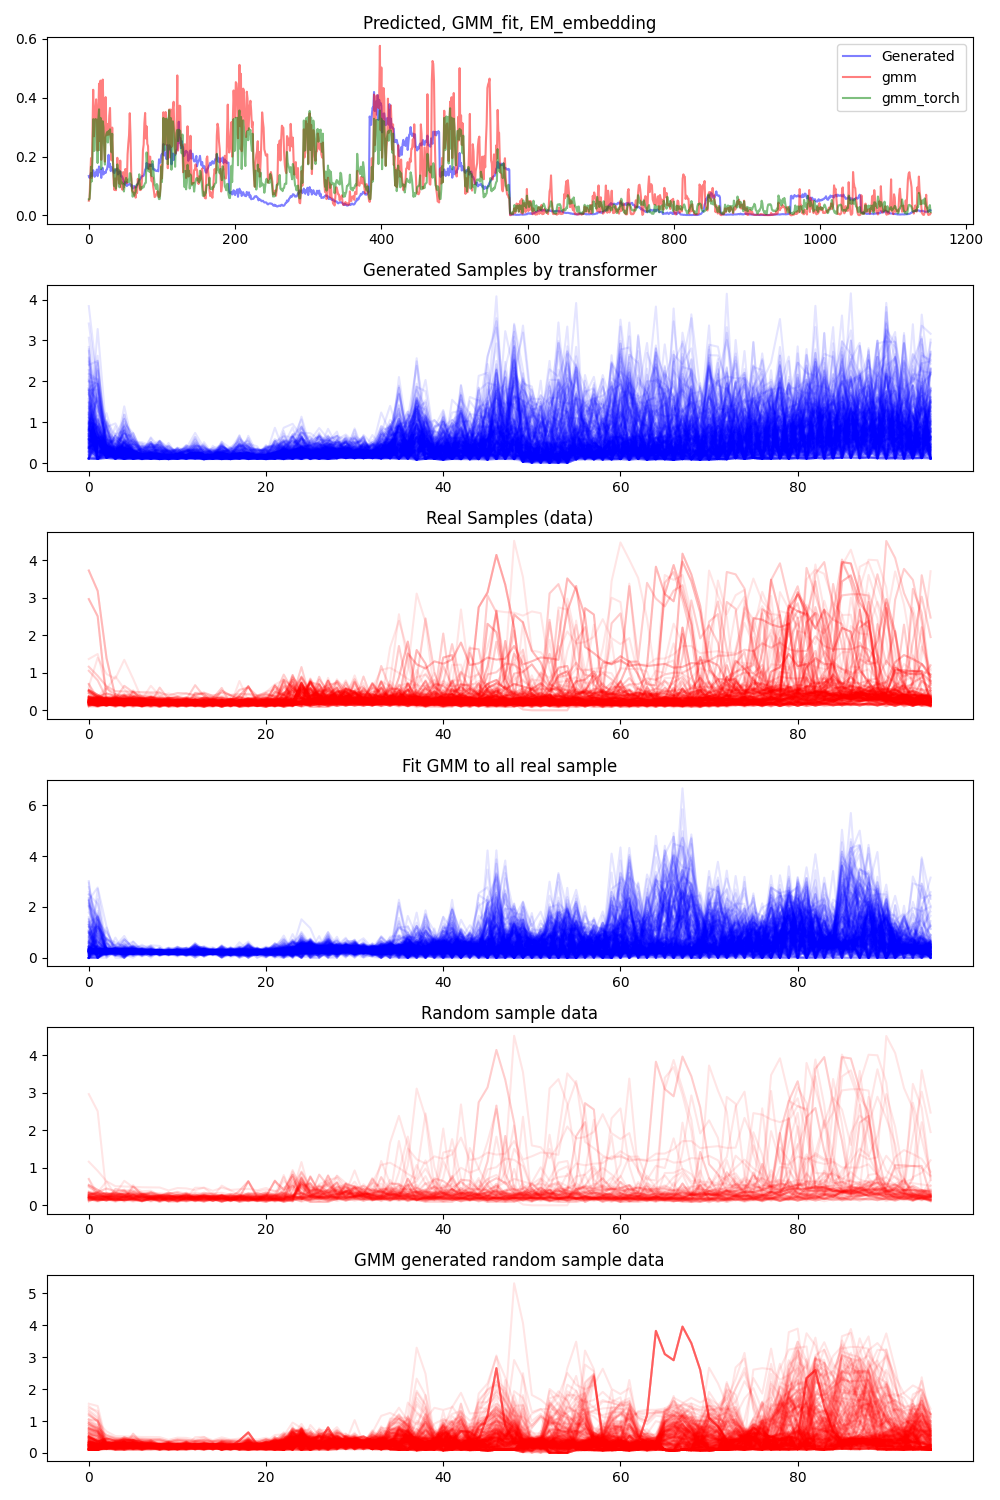 Predicted, GMM_fit, EM_embedding
0.6
0.4
0.2
0.0
Generated
gmm
gmm_torch
0 200 400 600 800 1000 1200
Generated Samples by transformer
4
3
2
1
0
0 20 40 60 80
Real Samples (data)
4
3
2
1
0
0 20 40 60 80
Fit GMM to all real sample
6
4
2
0
0 20 40 60 80
Random sample data
4
3
2
1
0
0 20 40 60 80
GMM generated random sample data
5
4
3
2
1
0
0 20 40 60 80